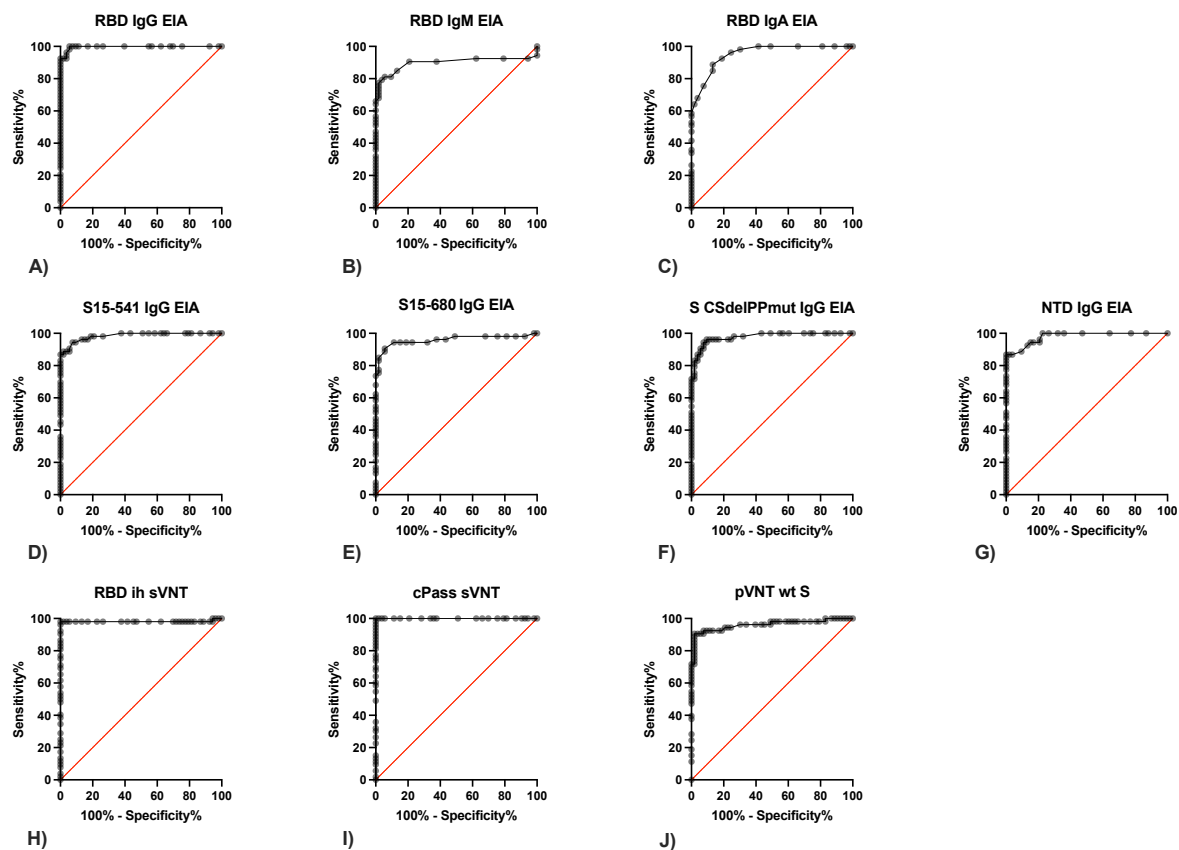 RBD IgG EIA
100
80
60
40
20
0
Sensitivity%
0 20 40 60 80 100
100% - Specificity%
A)
RBD IgM EIA
100
80
60
40
20
0
Sensitivity%
0 20 40 60 80 100
100% - Specificity%
B)
RBD IgA EIA
100
80
60
40
20
0
Sensitivity%
0 20 40 60 80 100
100% - Specificity%
C)
S15-541 IgG EIA
100
80
60
40
20
0
Sensitivity%
0 20 40 60 80 100
100% - Specificity%
D)
S15-680 IgG EIA
100
80
60
40
20
0
Sensitivity%
0 20 40 60 80 100
100% - Specificity%
E)
S CSdelPPmut IgG EIA
100
80
60
40
20
0
Sensitivity%
0 20 40 60 80 100
100% - Specificity%
F)
NTD IgG EIA
100
80
60
40
20
0
Sensitivity%
0 20 40 60 80 100
100% - Specificity%
G)
RBD ih sVNT
100
80
60
40
20
0
Sensitivity%
0 20 40 60 80 100
100% - Specificity%
H)
cPass sVNT
100
80
60
40
20
0
Sensitivity%
0 20 40 60 80 100
100% - Specificity%
I)
pVNT wt S
100
80
60
40
20
0
Sensitivity%
0 20 40 60 80 100
100% - Specificity%
J)